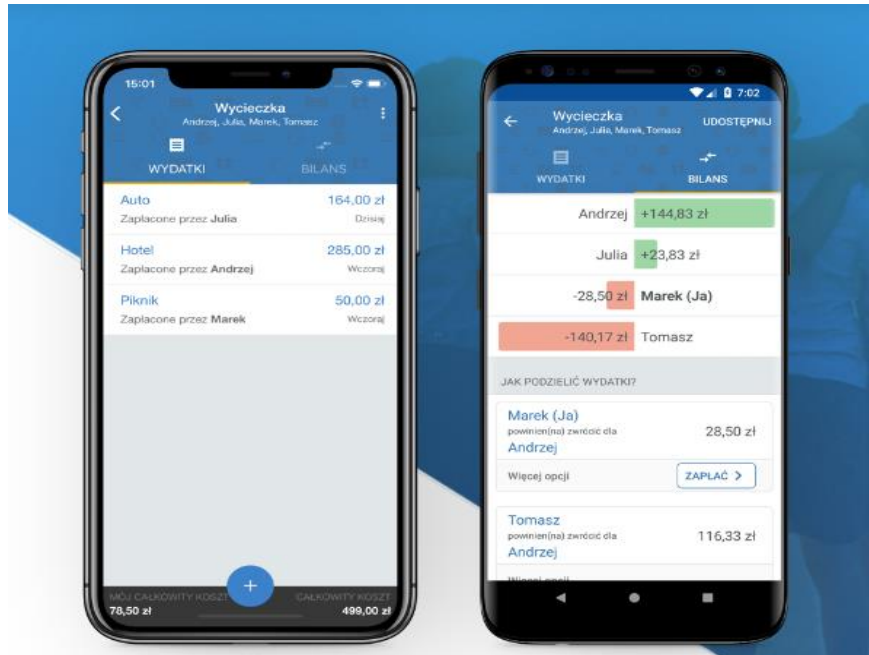 15:01
Wycieczka
Andrzej, Julia, Marek, Tomasz
WYDATKI
BILANS
Auto
164,00 zł
Zapłacone przez Julia
Dzisiaj
Hotel
285,00 zł
Zapłacone przez Andrzej
Wczoraj
Piknik
50,00 zł
Zapłacone przez Marek
Wczoraj
+
MÓJ CAŁKOWITY KOSZT
78,50 zł
CAŁKOWITY KOSZT
499,00 zł
7:02
Wycieczka
Andrzej, Julia, Marek, Tomasz
UDOSTĘPNIJ
WYDATKI
BILANS
Andrzej +144,83 zł
Julia +23,83 zł
-28,50 zł Marek (Ja)
-140,17 zł Tomasz
JAK PODZIELIĆ WYDATKI?
Marek (Ja)
powinien(na) zwrócić dla
Andrzej
28,50 zł
Więcej opcji
ZAPŁAĆ >
Tomasz
powinien(na) zwrócić dla
Andrzej
116,33 zł
Więcej opcji